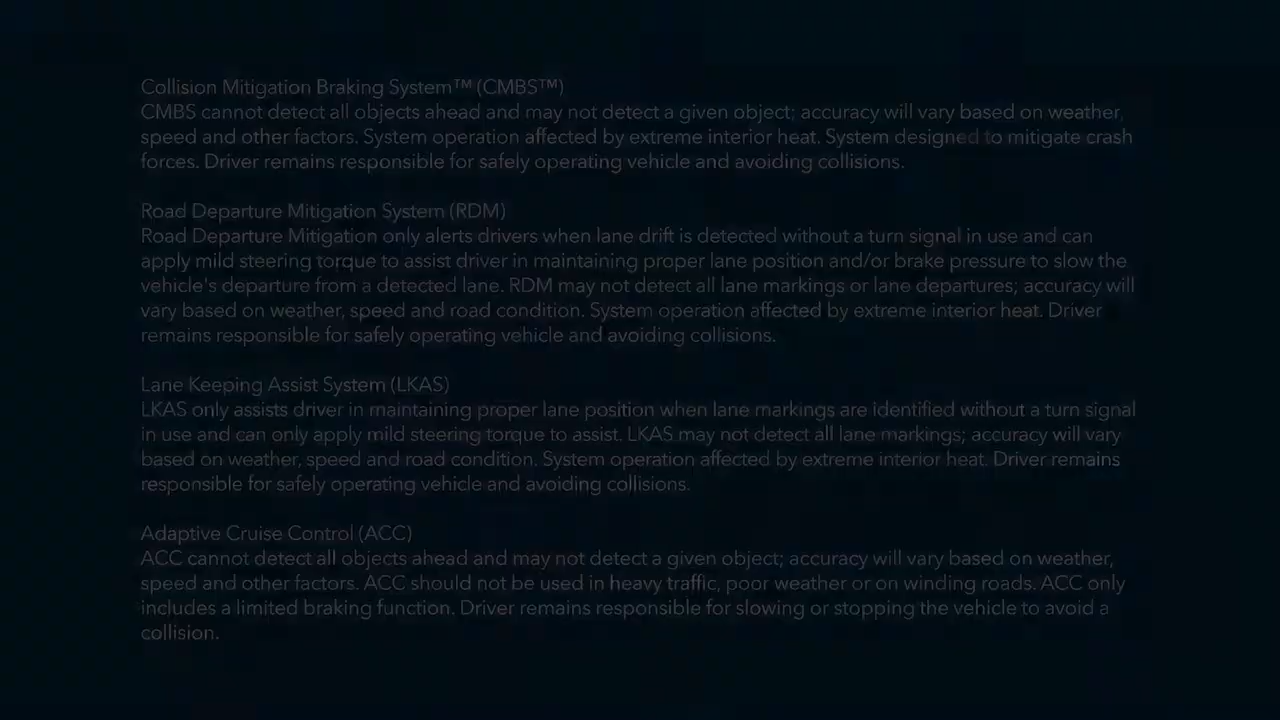 Collision Mitigation Braking System™ (CMBS™)
CMBS cannot detect all objects ahead and may not detect a given object; accuracy will vary based on weather,
speed and other factors. System operation affected by extreme interior heat. System designed to mitigate crash
forces. Driver remains responsible for safely operating vehicle and avoiding collisions.
Road Departure Mitigation System (RDM)
Road Departure Mitigation only alerts drivers when lane drift is detected without a turn signal in use and can
apply mild steering torque to assist driver in maintaining proper lane position and/or brake pressure to slow the
vehicle's departure from a detected lane. RDM may not detect all lane markings or lane departures; accuracy will
vary based on weather, speed and road condition. System operation affected by extreme interior heat. Driver
remains responsible for safely operating vehicle and avoiding collisions.
Lane Keeping Assist System (LKAS)
LKAS only assists driver in maintaining proper lane position when lane markings are identified without a turn signal
in use and can only apply mild steering torque to assist. LKAS may not detect all lane markings; accuracy will vary
based on weather, speed and road condition. System operation affected by extreme interior heat. Driver remains
responsible for safely operating vehicle and avoiding collisions.
Adaptive Cruise Control (ACC)
ACC cannot detect all objects ahead and may not detect a given object; accuracy will vary based on weather,
speed and other factors. ACC should not be used in heavy traffic, poor weather or on winding roads. ACC only
includes a limited braking function. Driver remains responsible for slowing or stopping the vehicle to avoid a
collision.